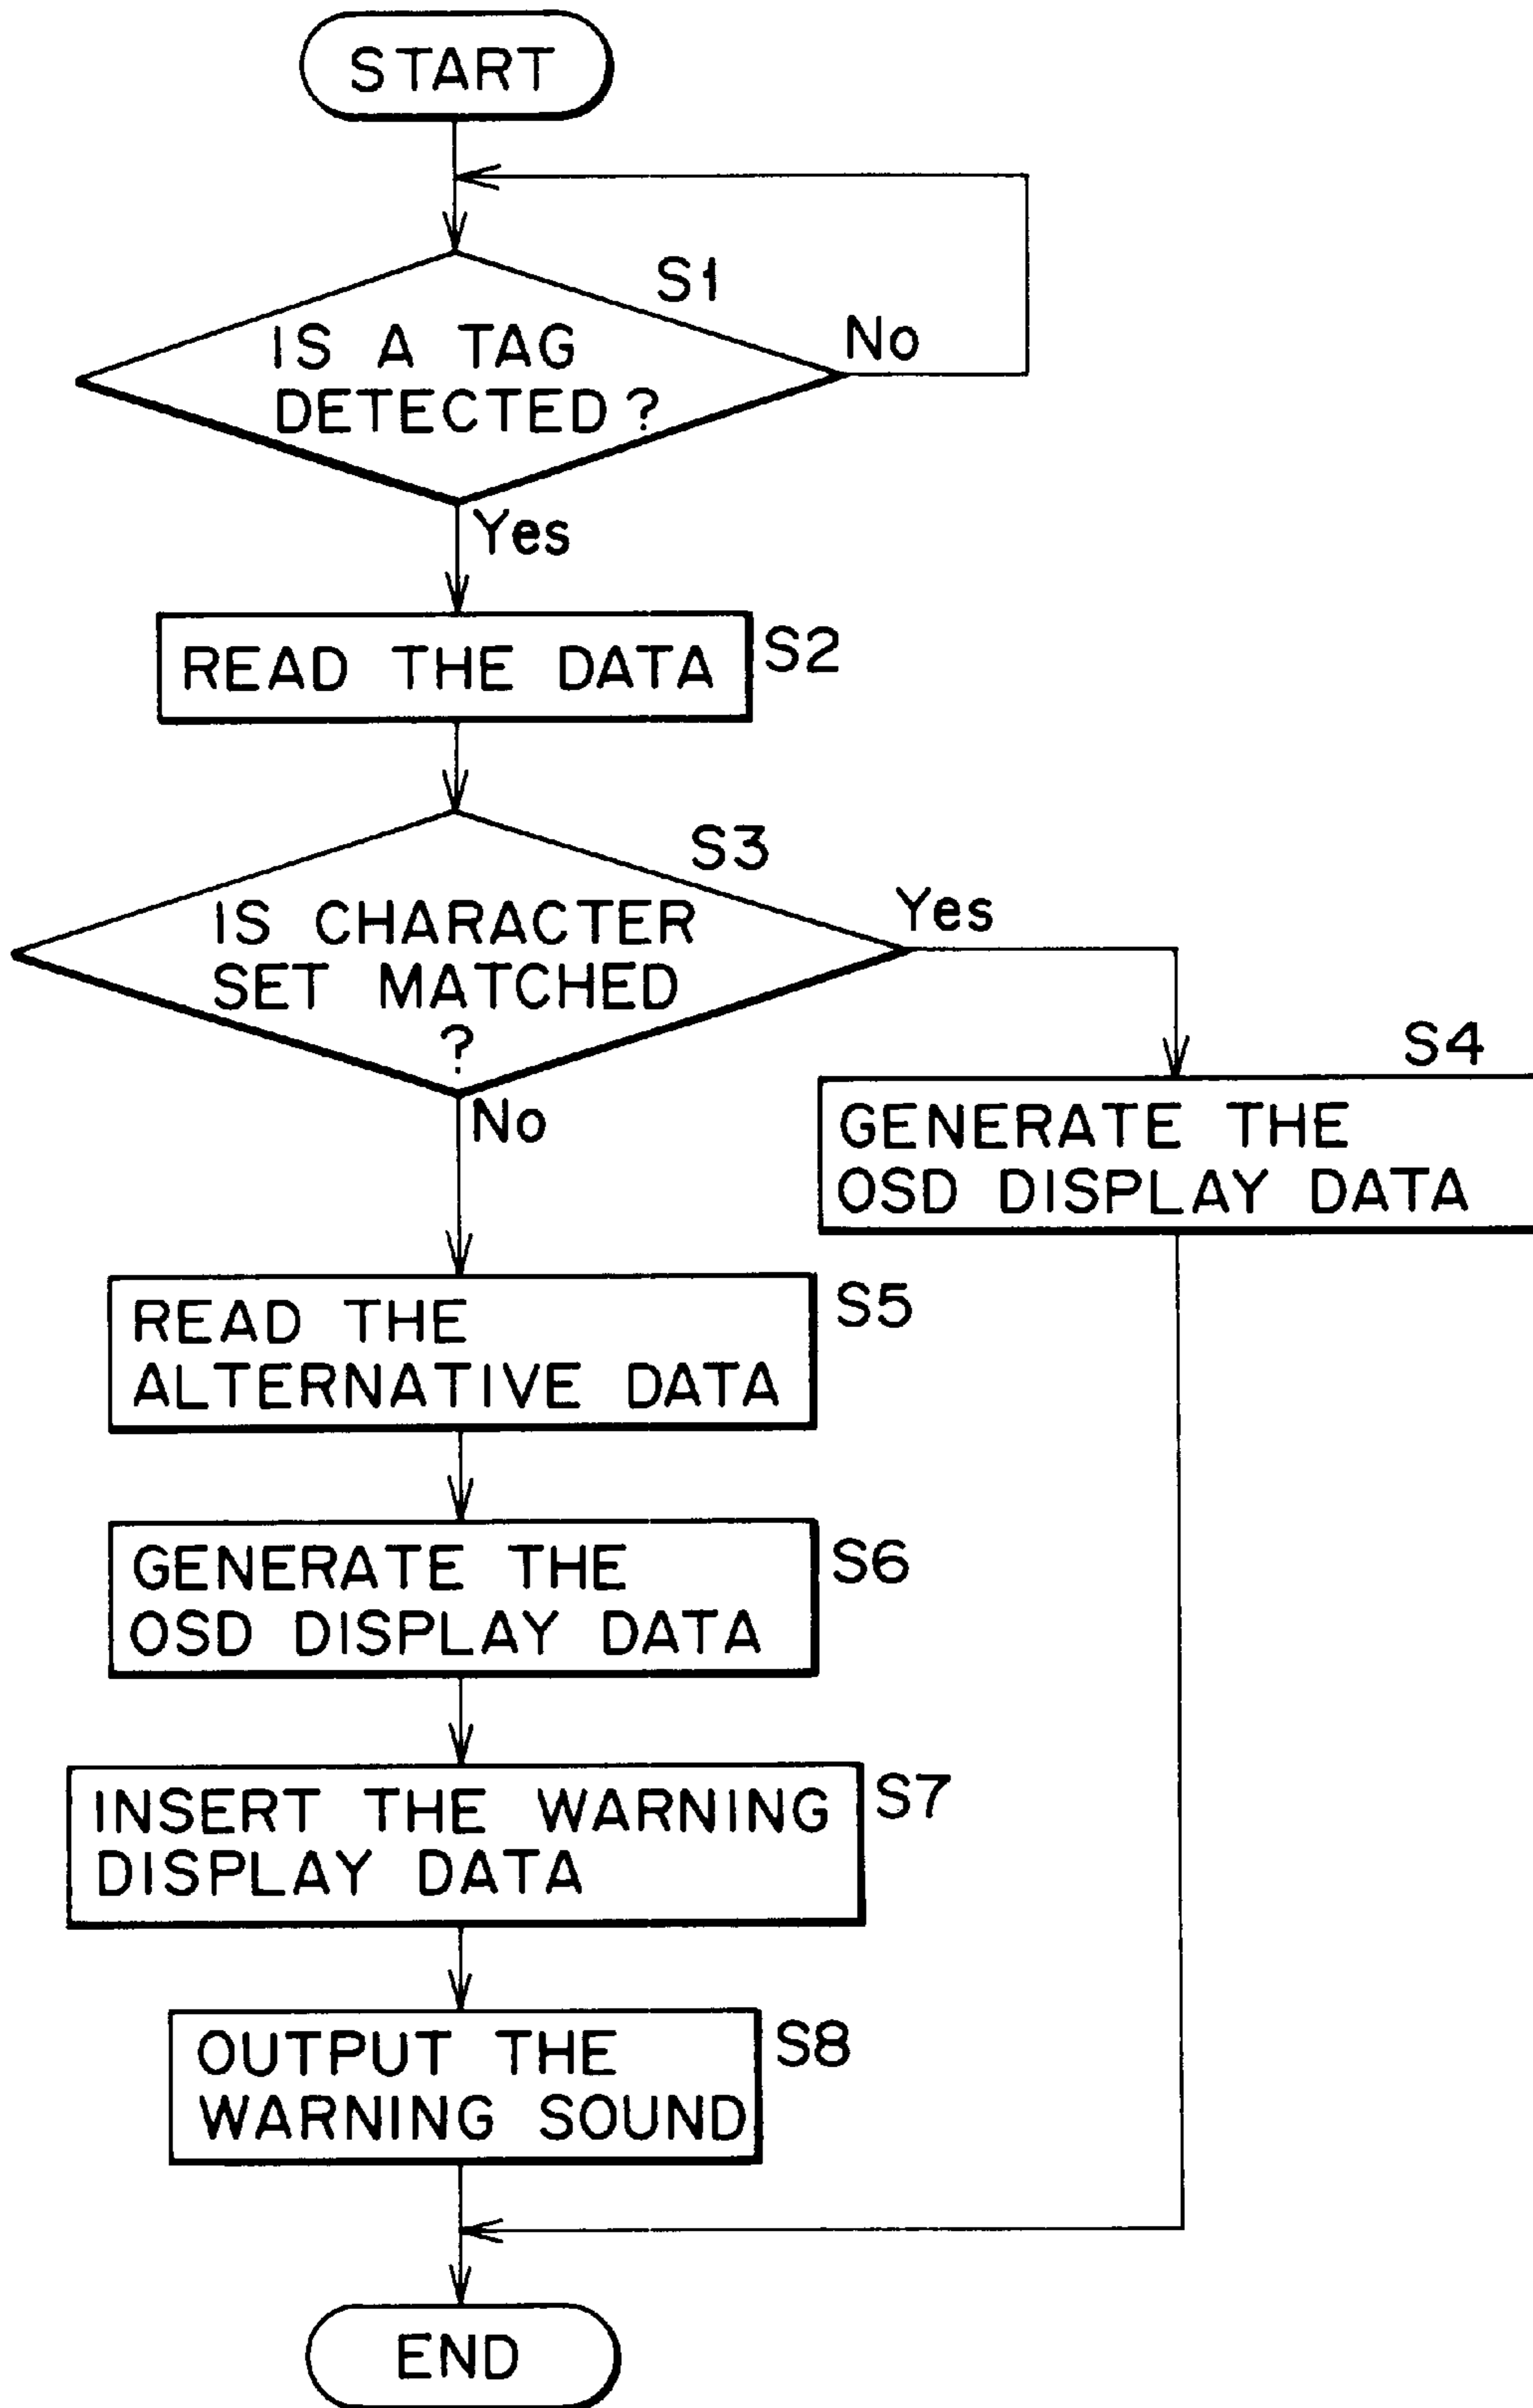 START
S1
IS A TAG
DETECTED?
No
Yes
READ THE DATA
S2
S3
IS CHARACTER
SET MATCHED
?
Yes
No
S4
GENERATE THE
OSD DISPLAY DATA
READ THE
ALTERNATIVE DATA
S5
GENERATE THE
OSD DISPLAY DATA
S6
INSERT THE WARNING
DISPLAY DATA
S7
OUTPUT THE
WARNING SOUND
S8
END